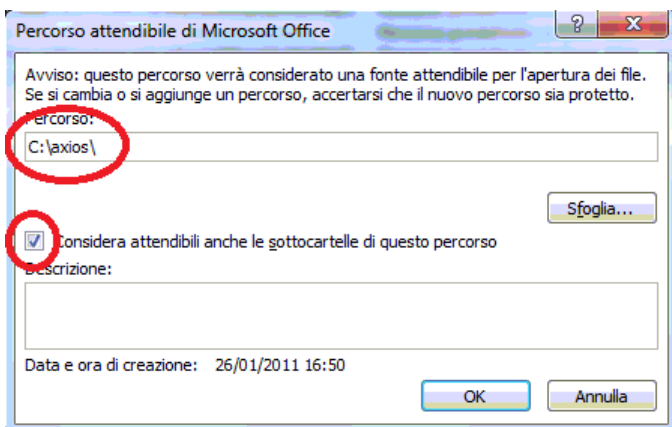 Percorso attendibile di Microsoft Office
Avviso: questo percorso verrà considerato una fonte attendibile per l'apertura dei file.
Se si cambia o si aggiunge un percorso, accertarsi che il nuovo percorso sia protetto.
Percorso:
C:\axios\
Sfoglia...
Considera attendibili anche le sottocartelle di questo percorso
Descrizione:
Data e ora di creazione: 26/01/2011 16:50
OK Annulla